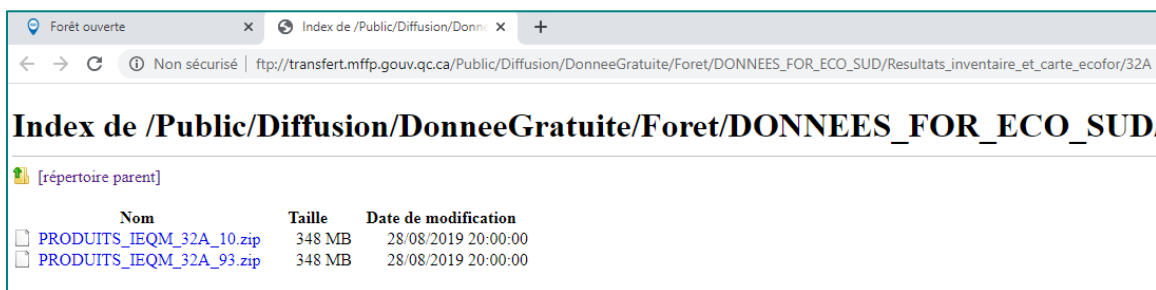 Forêt ouverte
Index de /Public/Diffusion/Donne
Non sécurisé | ftp://transfert.mffp.gouv.qc.ca/Public/Diffusion/DonneeGratuite/Foret/DONNEES_FOR_ECO_SUD/Resultats_inventaire_et_carte_ecofor/32A
Index de /Public/Diffusion/DonneeGratuite/Foret/DONNEES_FOR_ECO_SUD/
[répertoire parent]
Nom Taille Date de modification
PRODUITS_IEQM_32A_10.zip 348 MB 28/08/2019 20:00:00
PRODUITS_IEQM_32A_93.zip 348 MB 28/08/2019 20:00:00